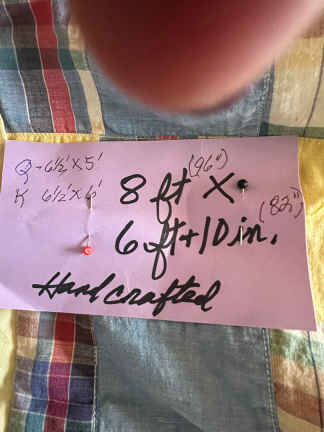 Q - 6½' X 5'
K 6½' X 6'
8 ft X (96")
6 ft + 10 in. (82")
Handcrafted